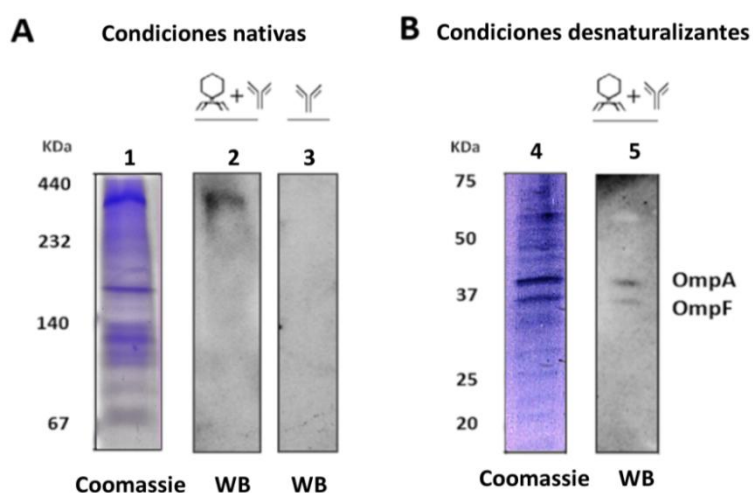 A Condiciones nativas
KDa
1 2 3
440
232
140
67
Coomassie WB WB
B Condiciones desnaturalizantes
KDa
4 5
75
50
37
25
20
OmpA
OmpF
Coomassie WB